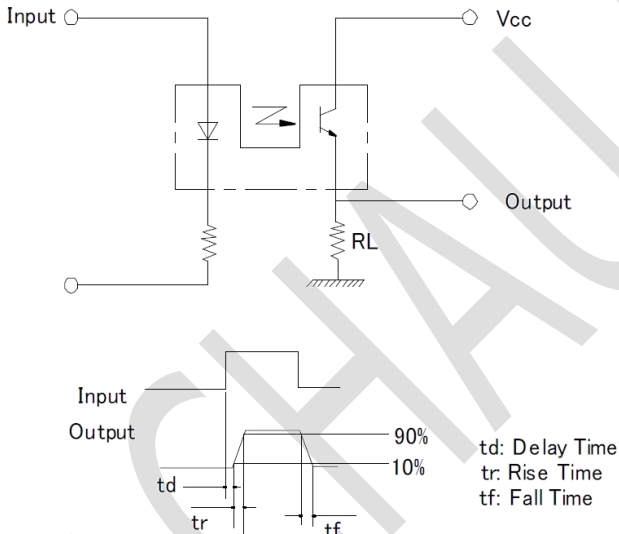 Input
Vcc
Output
RL
Input
Output
90%
10%
td
tr
tf
td: Delay Time
tr: Rise Time
tf: Fall Time